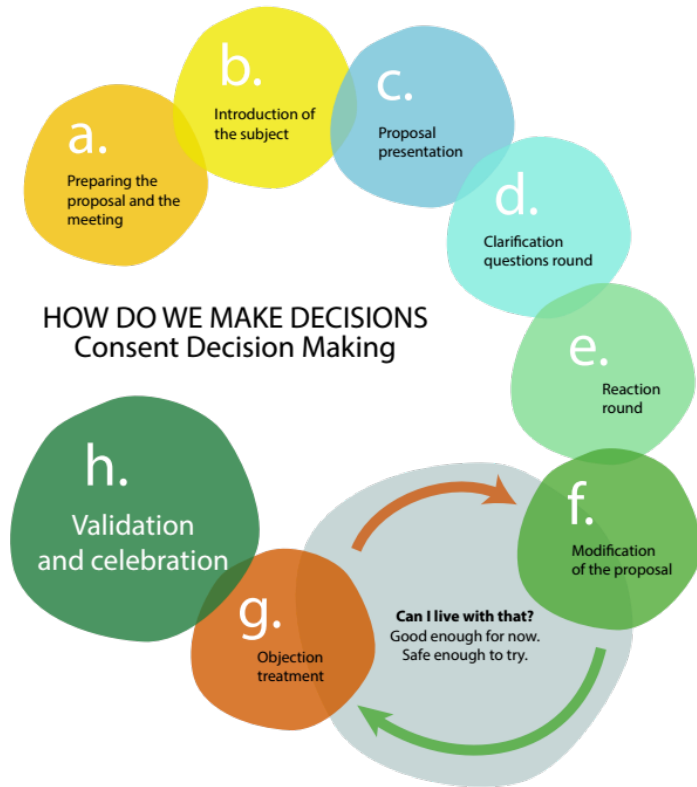 a.
Preparing the
proposal and the
meeting
b.
Introduction of
the subject
c.
Proposal
presentation
d.
Clarification
questions round
HOW DO WE MAKE DECISIONS
Consent Decision Making
e.
Reaction
round
f.
Modification
of the proposal
Can I live with that?
Good enough for now.
Safe enough to try.
g.
Objection
treatment
h.
Validation
and celebration